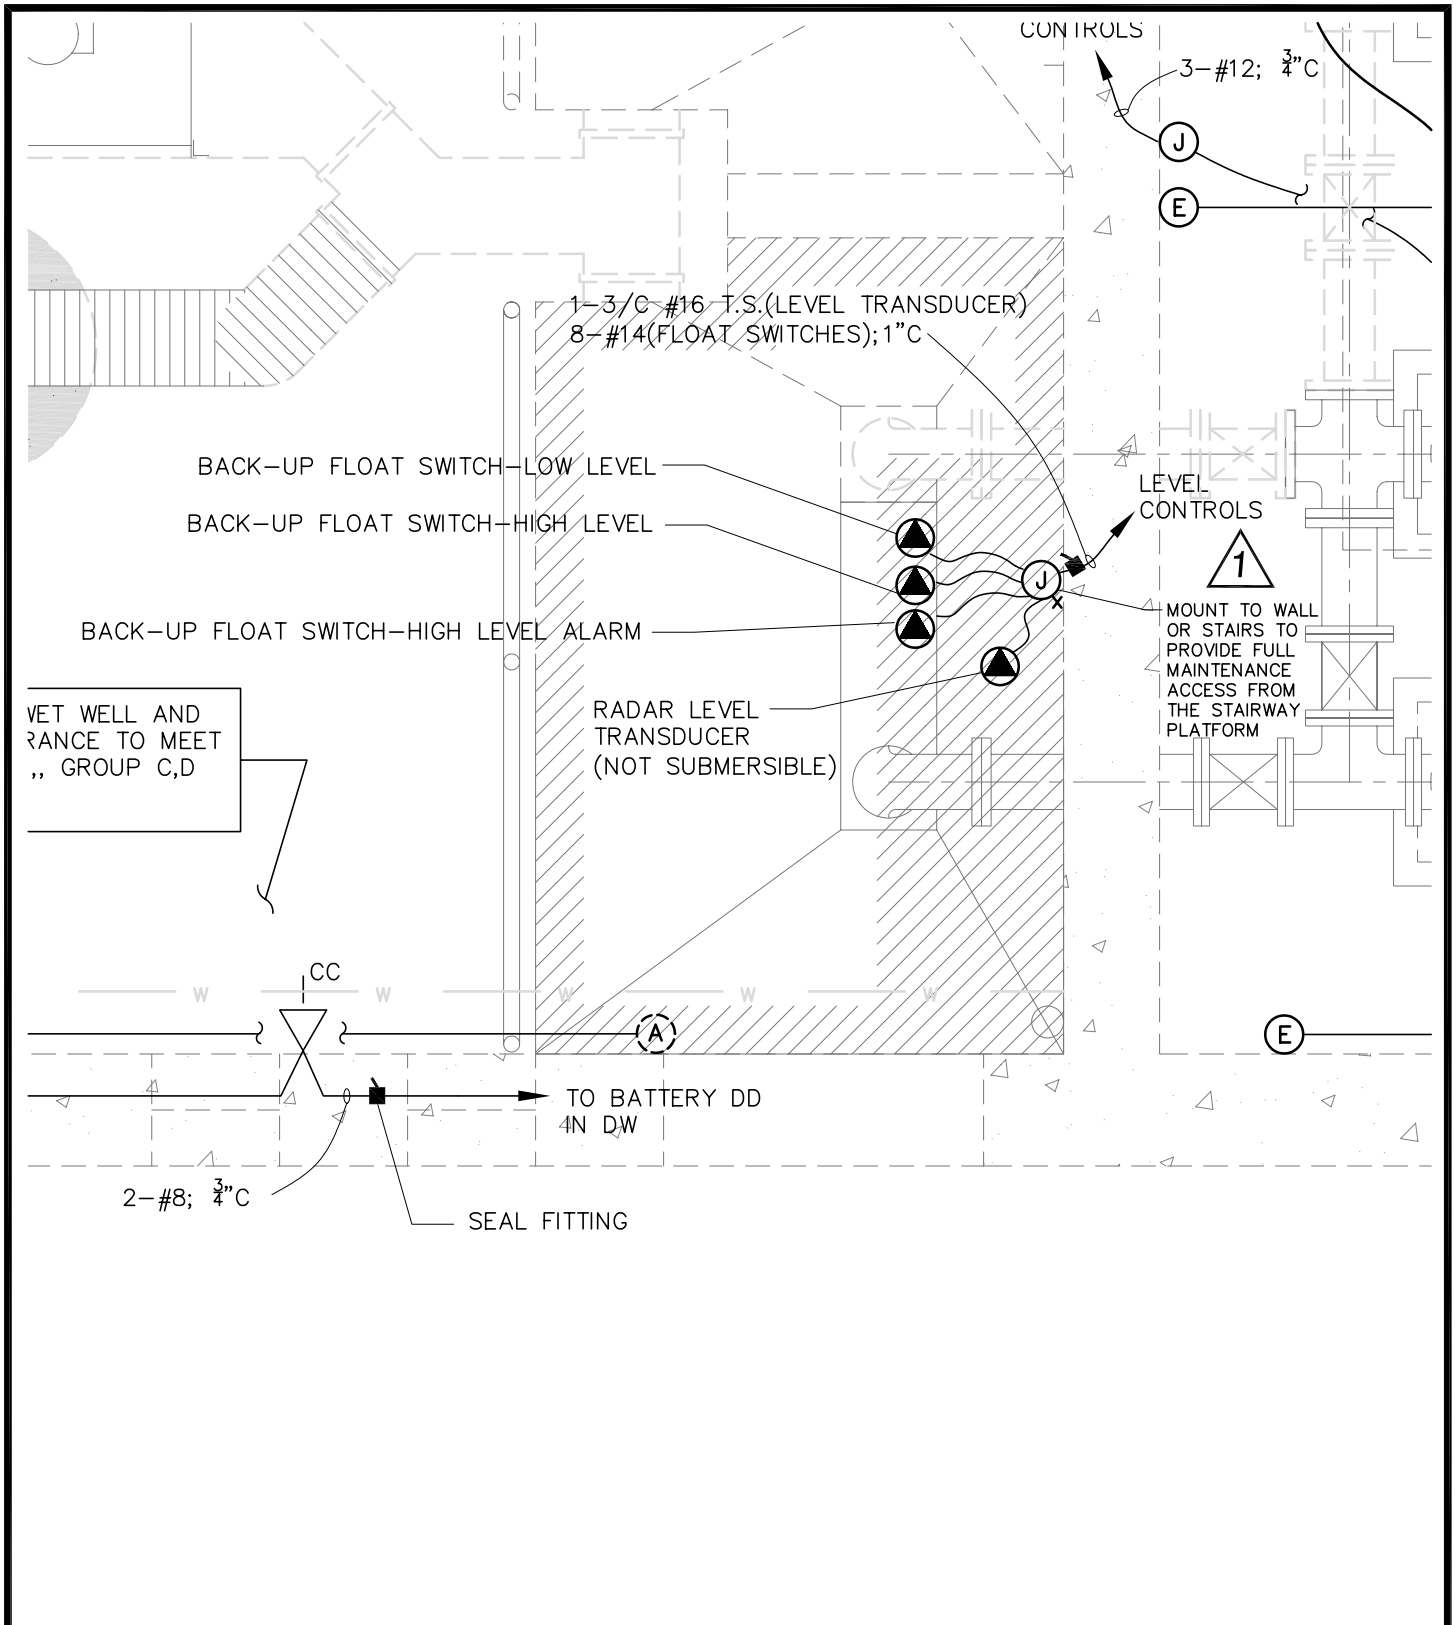 CONTROLS
3-#12; 3/4"C
J
E
1-3/C #16 T.S.(LEVEL TRANSDUCER)
8-#14(FLOAT SWITCHES);1"C
BACK-UP FLOAT SWITCH-LOW LEVEL
LEVEL
CONTROLS
BACK-UP FLOAT SWITCH-HIGH LEVEL
1
J
MOUNT TO WALL
OR STAIRS TO
PROVIDE FULL
MAINTENANCE
ACCESS FROM
THE STAIRWAY
PLATFORM
BACK-UP FLOAT SWITCH-HIGH LEVEL ALARM
X
RADAR LEVEL
TRANSDUCER
(NOT SUBMERSIBLE)
WET WELL AND
RANCE TO MEET
,, GROUP C,D
CC
W W W W W
A
E
TO BATTERY DD
IN DW
2-#8; 3/4"C
SEAL FITTING